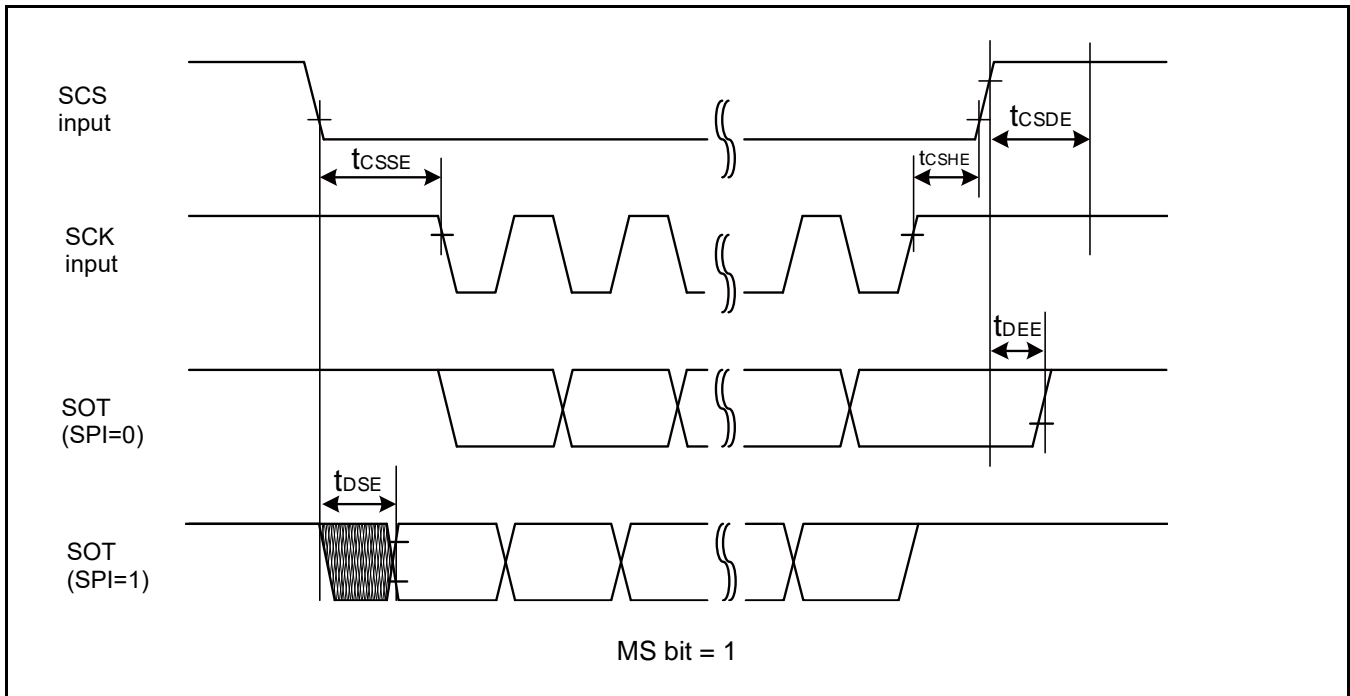 SCS
input
tCSDE
tCSSE
tCSHE
SCK
input
tDEE
SOT
(SPI=0)
tDSE
SOT
(SPI=1)
MS bit = 1